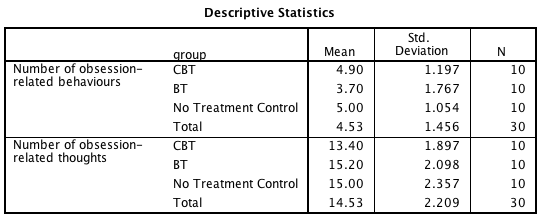 Descriptive Statistics
group Mean Std. Deviation N
Number of obsession-related behaviours CBT 4.90 1.197 10
BT 3.70 1.767 10
No Treatment Control 5.00 1.054 10
Total 4.53 1.456 30
Number of obsession-related thoughts CBT 13.40 1.897 10
BT 15.20 2.098 10
No Treatment Control 15.00 2.357 10
Total 14.53 2.209 30